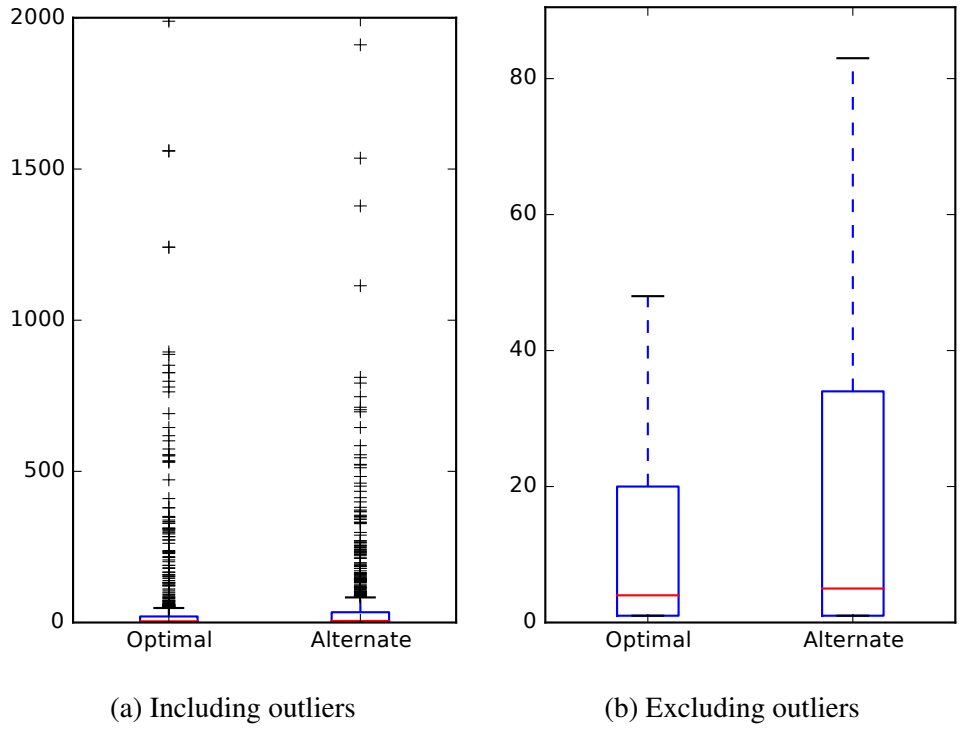 2000
1500
1000
500
0
Optimal
Alternate
(a) Including outliers
80
60
40
20
0
Optimal
Alternate
(b) Excluding outliers